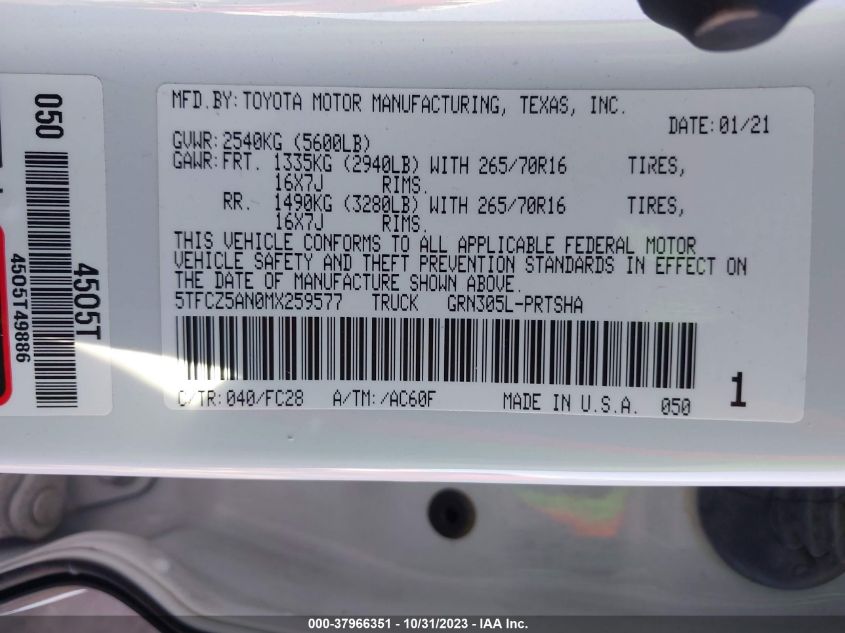 MFD.BY:TOYOTA MOTOR MANUFACTURING, TEXAS, INC.
DATE:01/21
GVWR:2540KG (5600LB)
GAWR:FRT. 1335KG (2940LB) WITH 265/70R16 TIRES,
16X7J RIMS.
RR. 1490KG (3280LB) WITH 265/70R16 TIRES,
16X7J RIMS.
THIS VEHICLE CONFORMS TO ALL APPLICABLE FEDERAL MOTOR
VEHICLE SAFETY AND THEFT PREVENTION STANDARDS IN EFFECT ON
THE DATE OF MANUFACTURE SHOWN ABOVE.
5TFCZ5AN0MX259577 TRUCK GRN305L-PRTSHA
C/TR:040/FC28 A/TM:/AC60F MADE IN U.S.A. 050
1
050
4505T
4505T49886
000-37966351 - 10/31/2023 - IAA Inc.